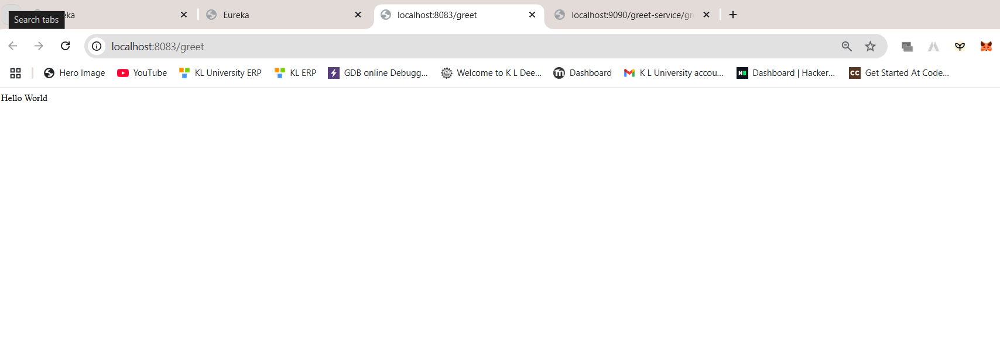 Search tabs
eka
Eureka
localhost:8083/greet
localhost:9090/greet-service/gr
localhost:8083/greet
Hero Image
YouTube
KL University ERP
KL ERP
GDB online Debugg...
Welcome to K L Dee...
Dashboard
K L University accou...
Dashboard | Hacker...
Get Started At Code...
Hello World